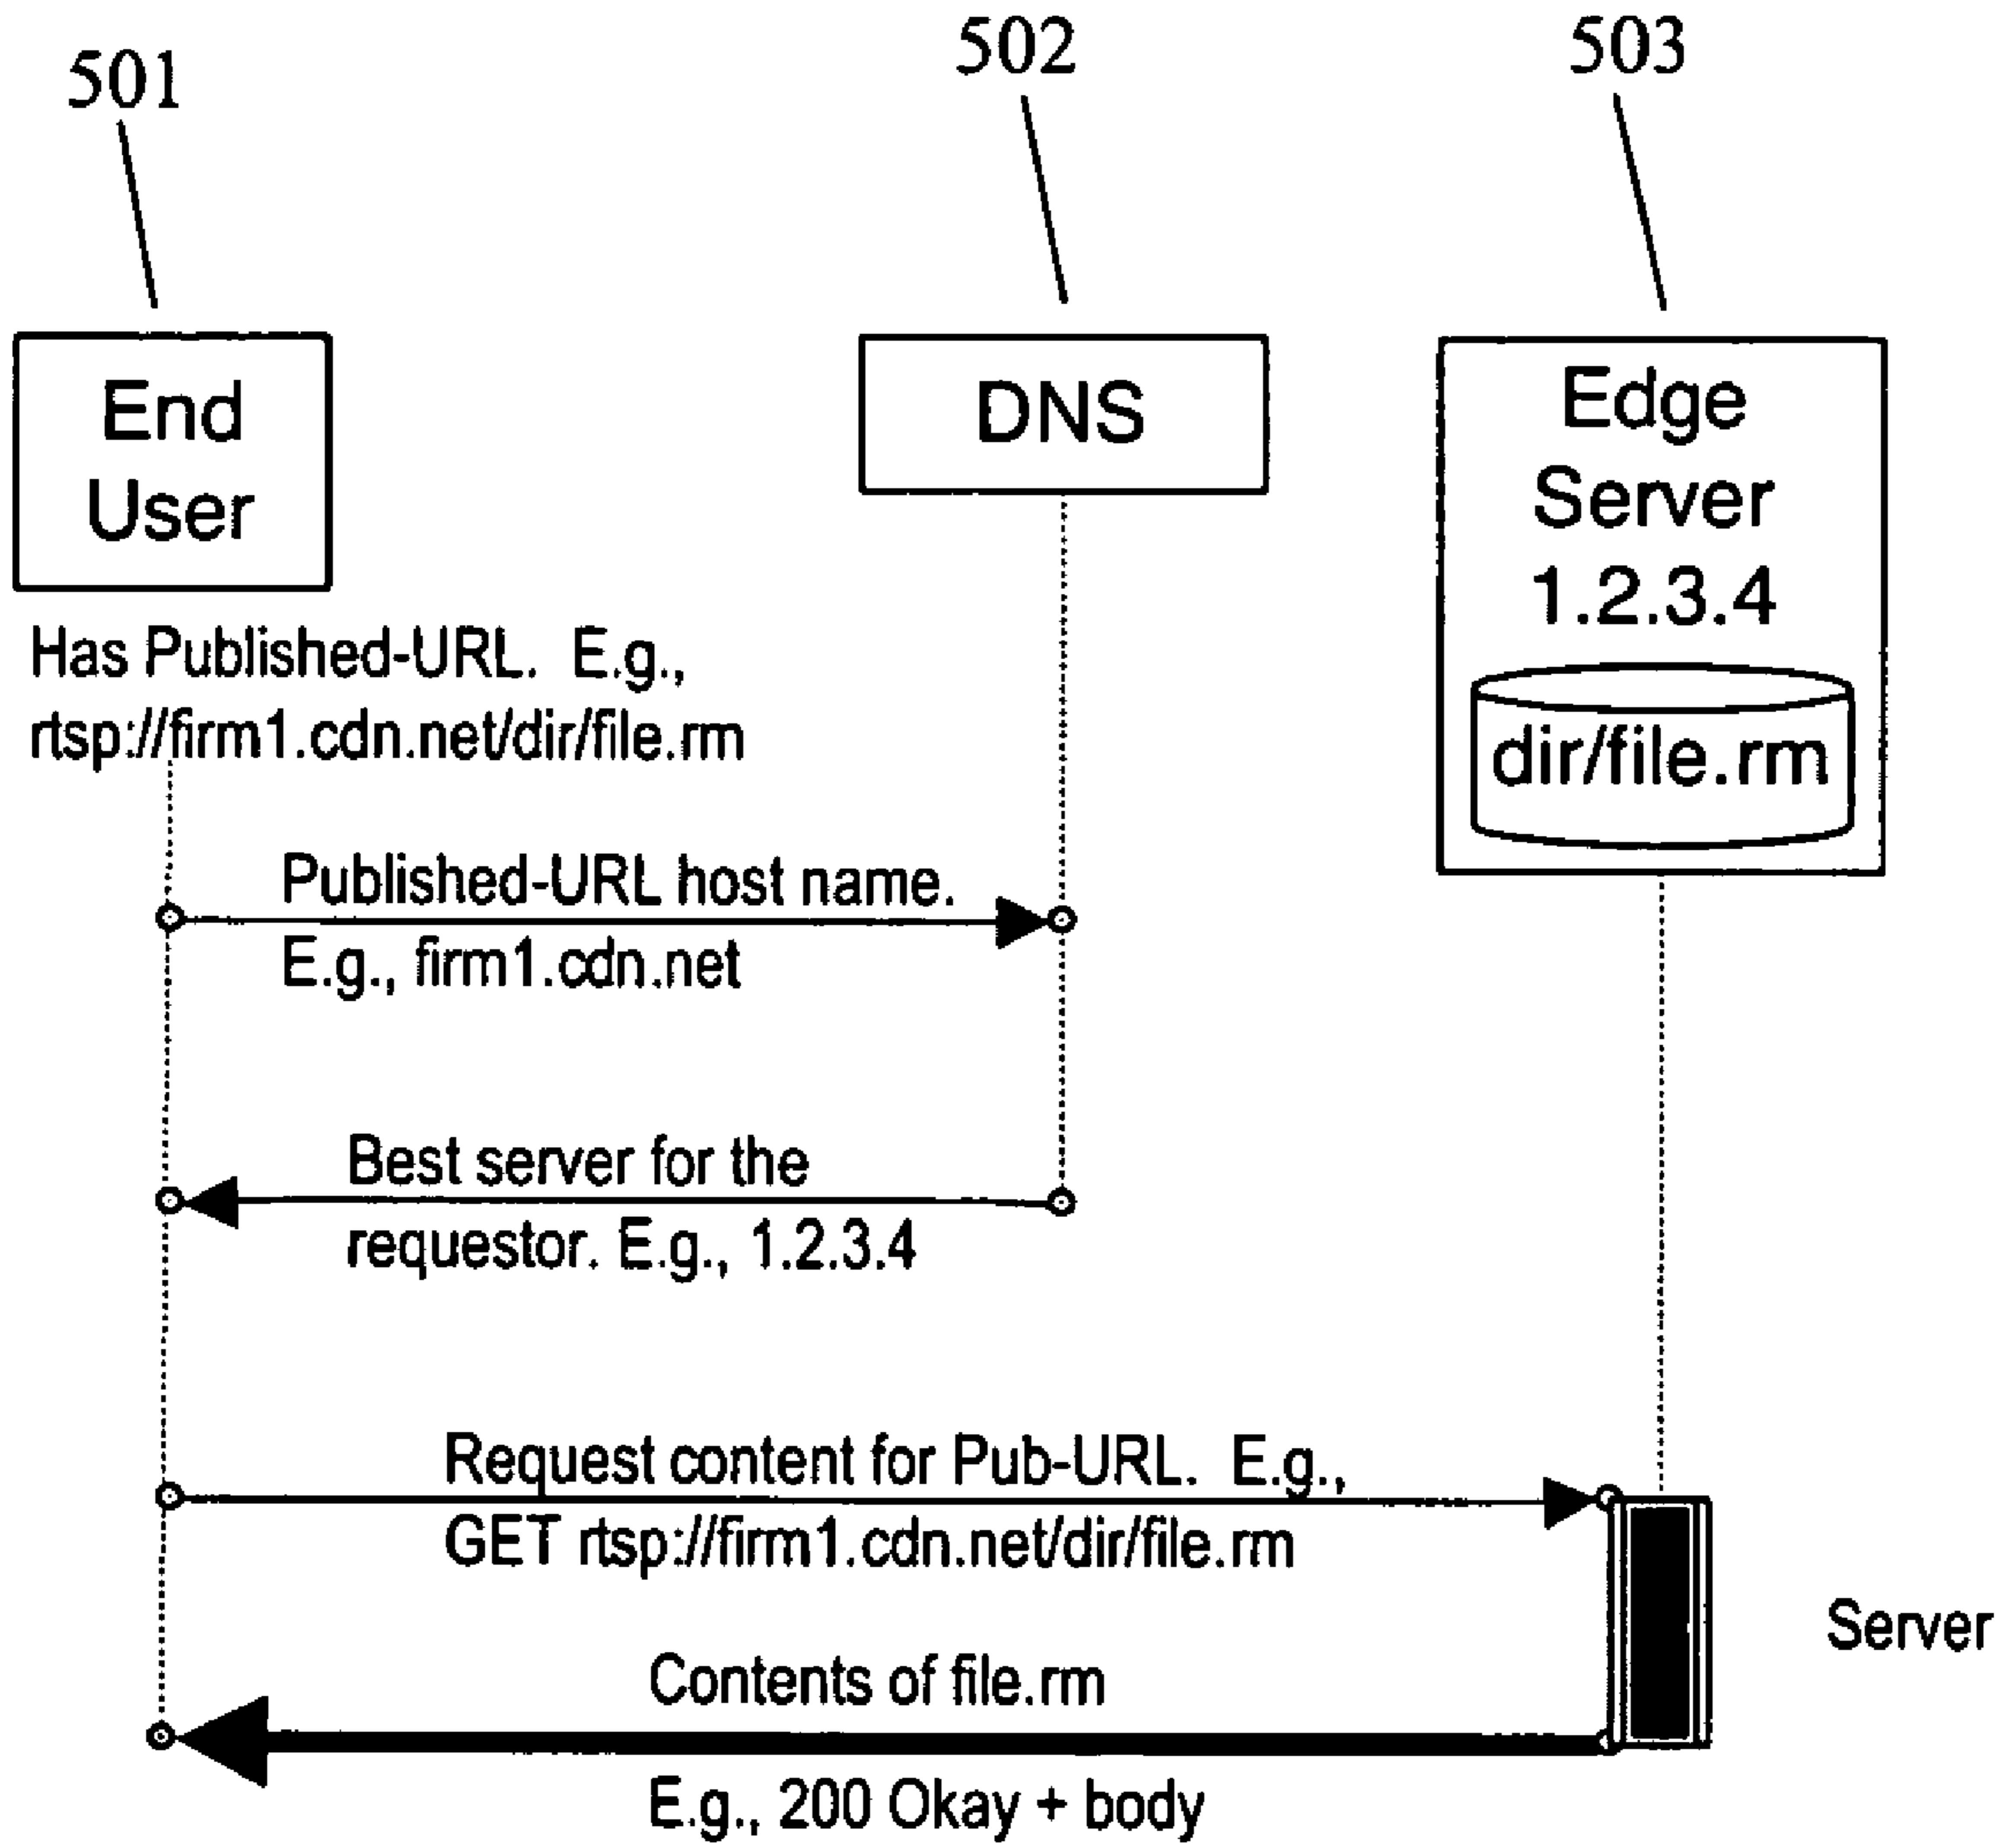 501
502
503
End
User
DNS
Edge
Server
1.2.3.4
dir/file.rm
Has Published-URL. E.g.,
rtsp://firm1.cdn.net/dir/file.rm
Published-URL host name.
E.g., firm1.cdn.net
Best server for the
requestor. E.g., 1.2.3.4
Request content for Pub-URL. E.g.,
GET rtsp://firm1.cdn.net/dir/file.rm
Server
Contents of file.rm
E.g., 200 Okay + body